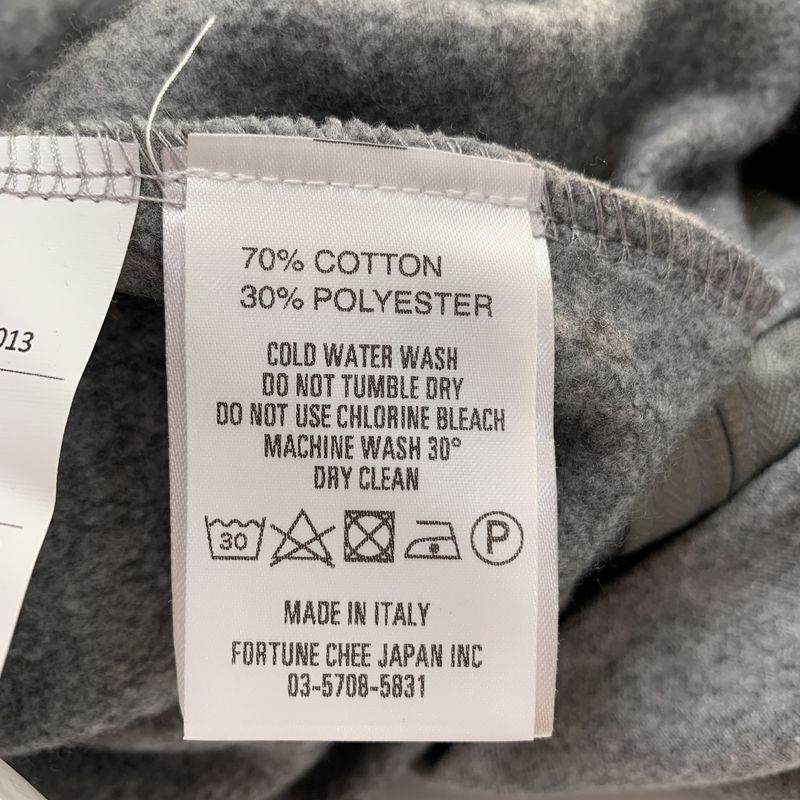 013
70% COTTON
30% POLYESTER
COLD WATER WASH
DO NOT TUMBLE DRY
DO NOT USE CHLORINE BLEACH
MACHINE WASH 30°
DRY CLEAN
30 P
MADE IN ITALY
FORTUNE CHEE JAPAN INC
03-5708-5831